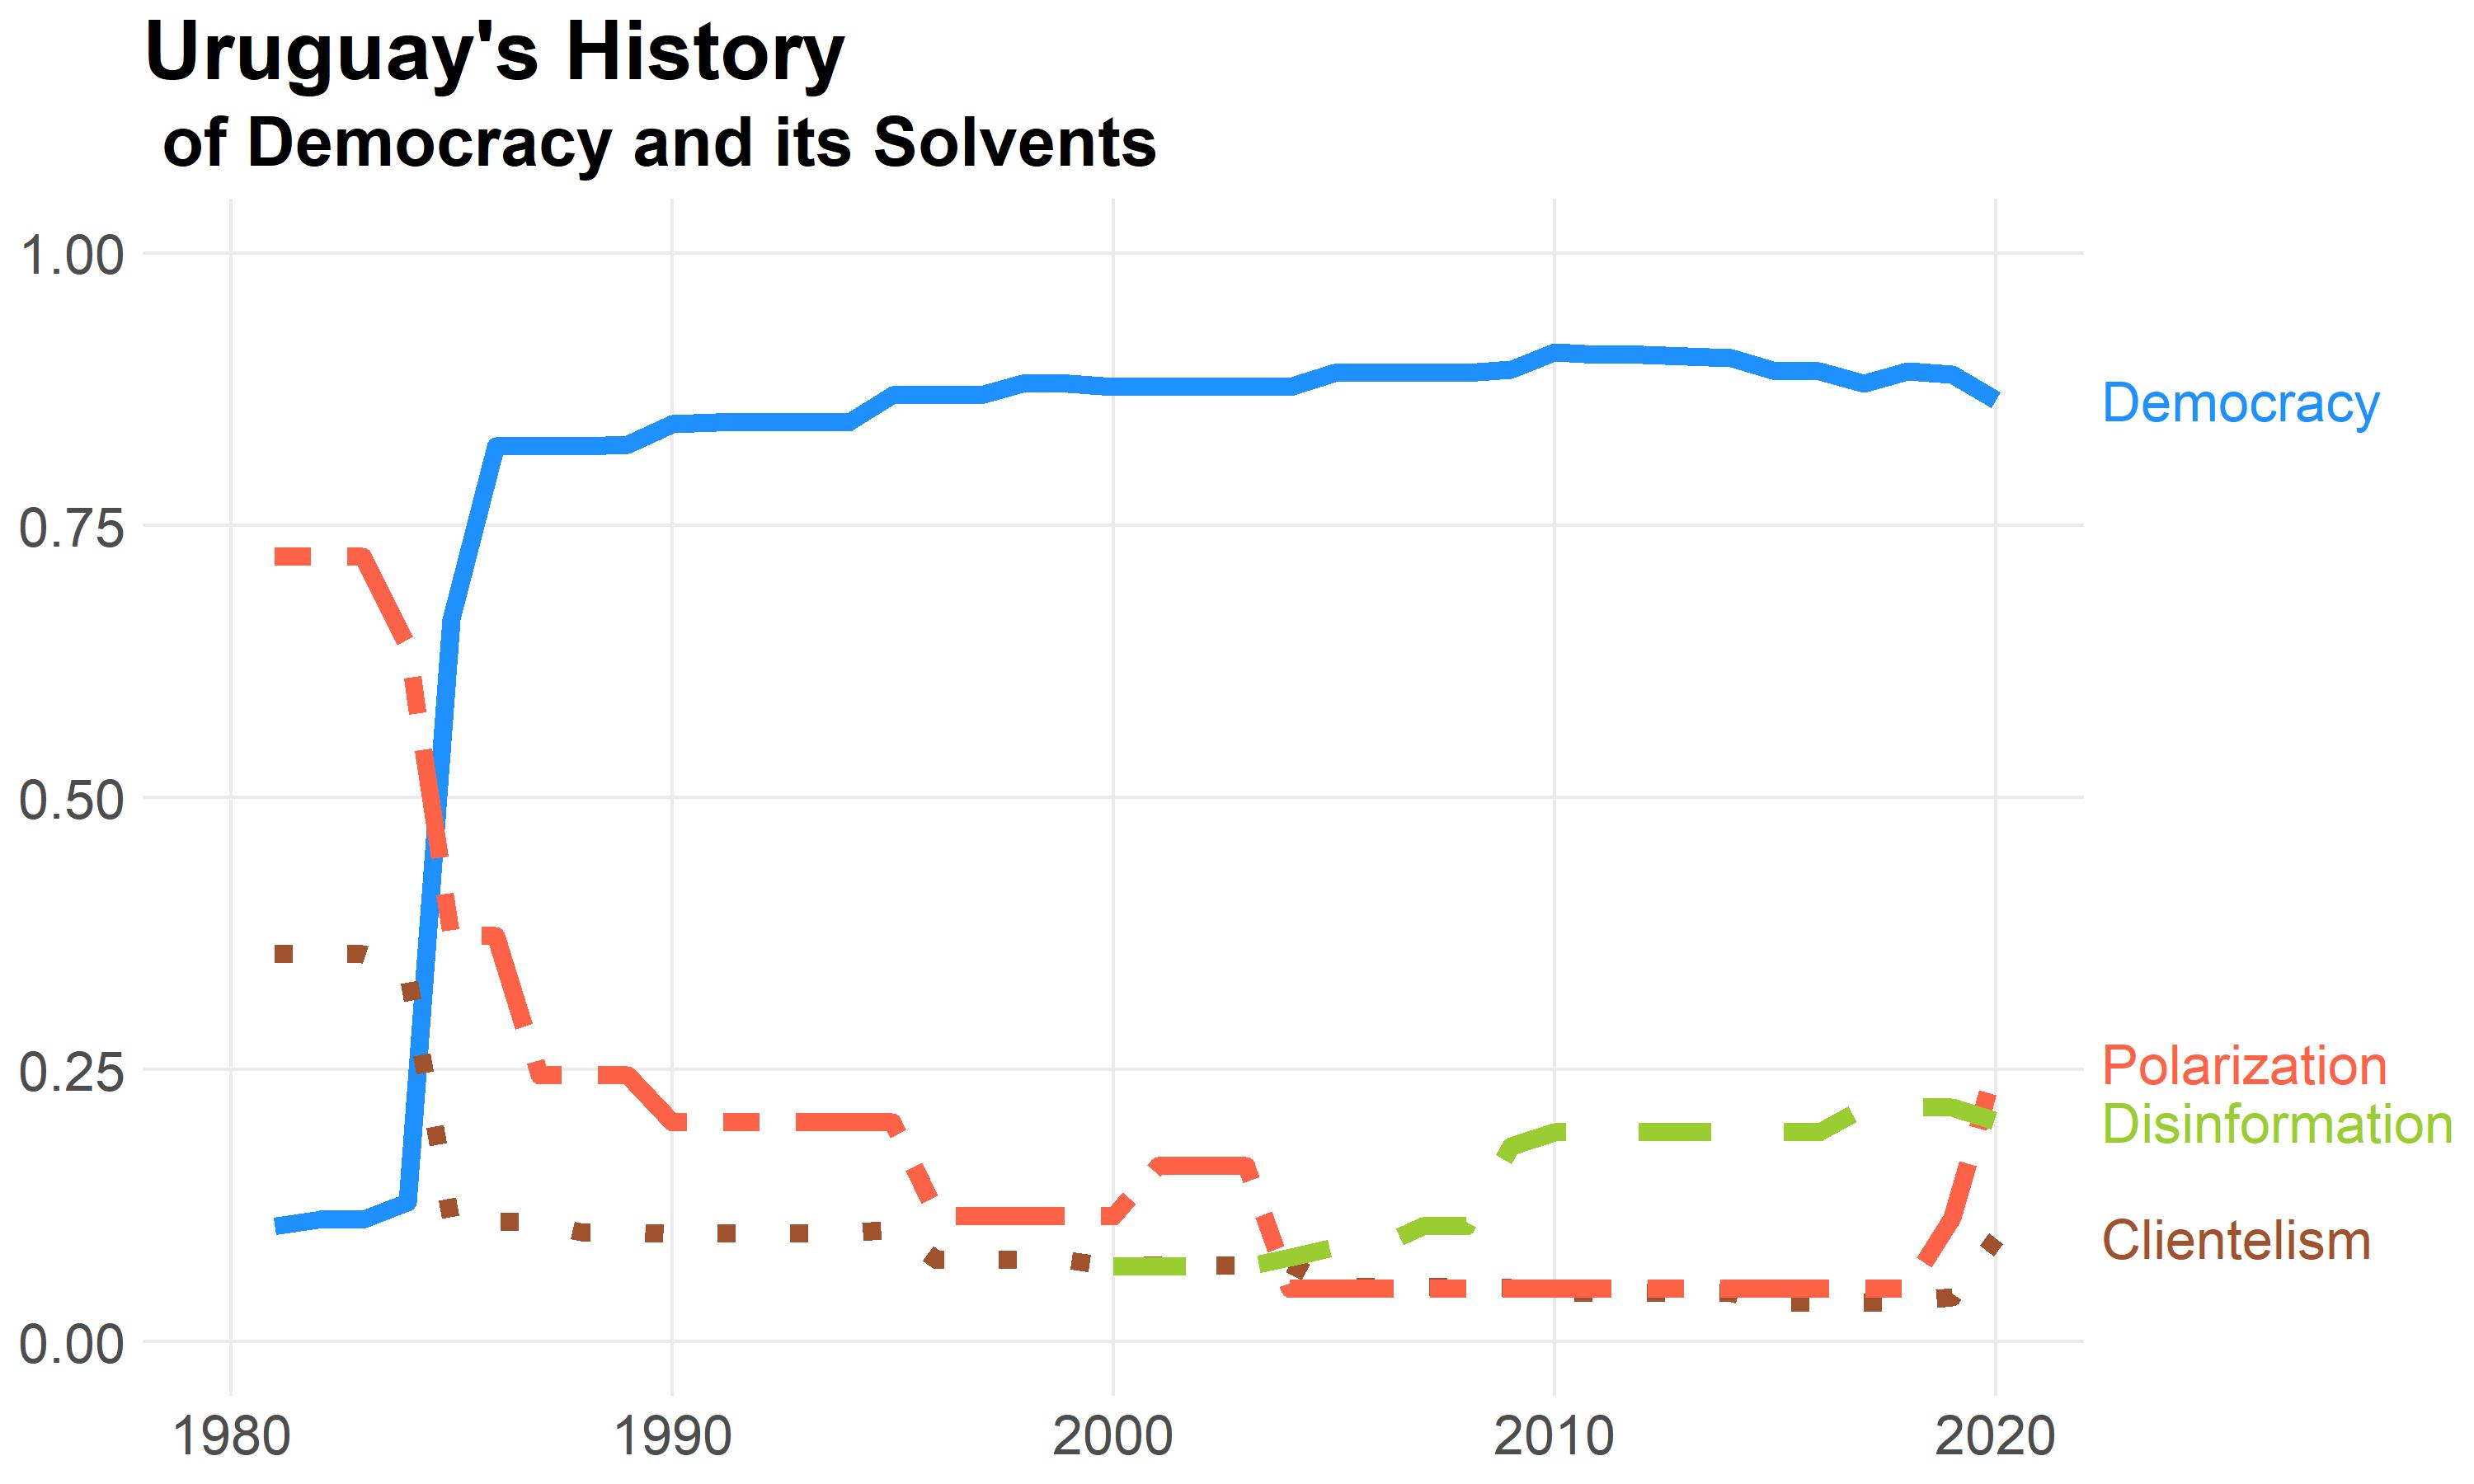 Uruguay's History
of Democracy and its Solvents
1.00
0.75
0.50
0.25
0.00
1980
1990
2000
2010
2020
Democracy
Polarization
Disinformation
Clientelism